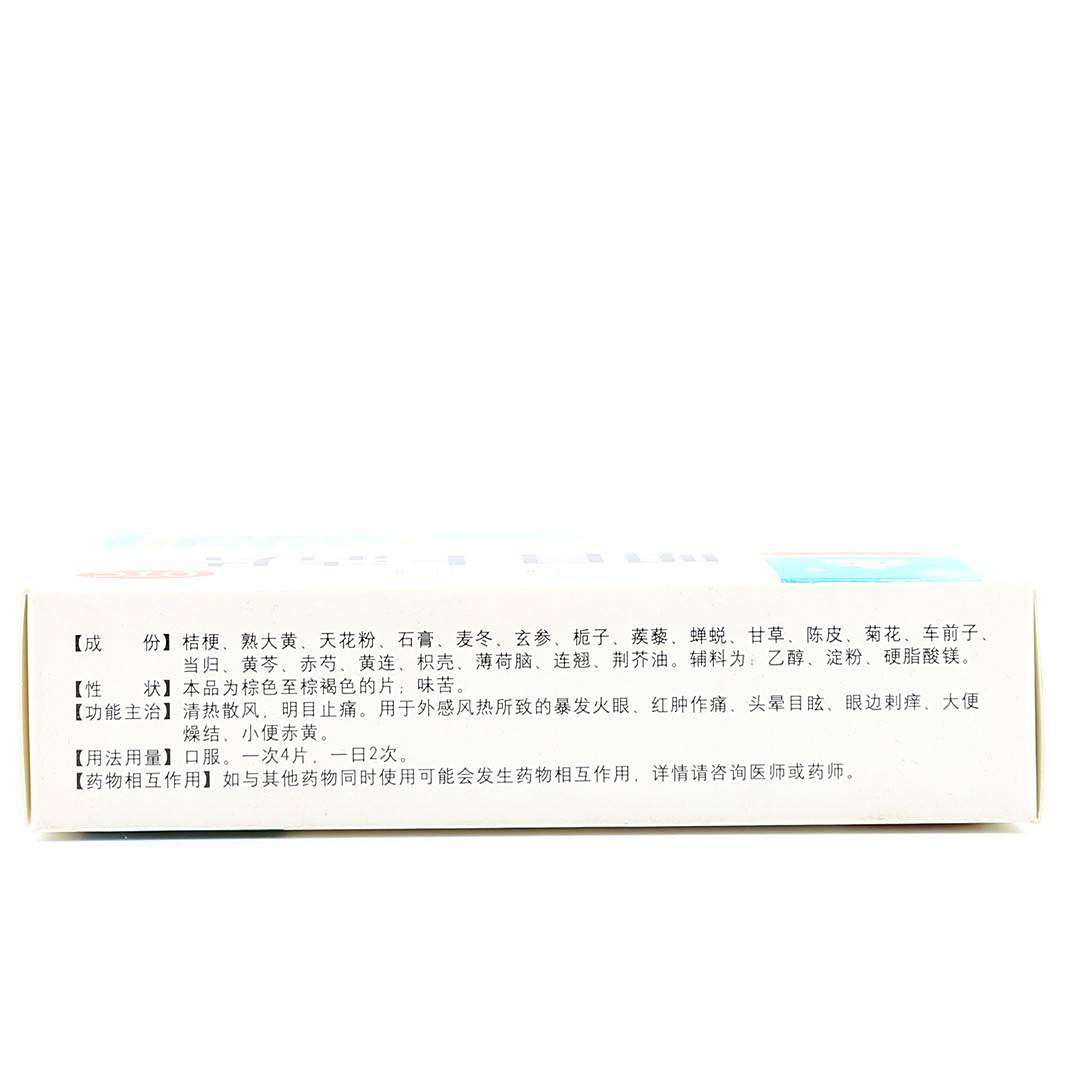 【成　　份】桔梗、熟大黄、天花粉、石膏、麦冬、玄参、栀子、蒺藜、蝉蜕、甘草、陈皮、菊花、车前子、
当归、黄芩、赤芍、黄连、枳壳、薄荷脑、连翘、荆芥油。辅料为：乙醇、淀粉、硬脂酸镁。
【性　　状】本品为棕色至棕褐色的片；味苦。
【功能主治】清热散风，明目止痛。用于外感风热所致的暴发火眼、红肿作痛、头晕目眩、眼边刺痒、大便
燥结、小便赤黄。
【用法用量】口服。一次4片，一日2次。
【药物相互作用】如与其他药物同时使用可能会发生药物相互作用，详情请咨询医师或药师。